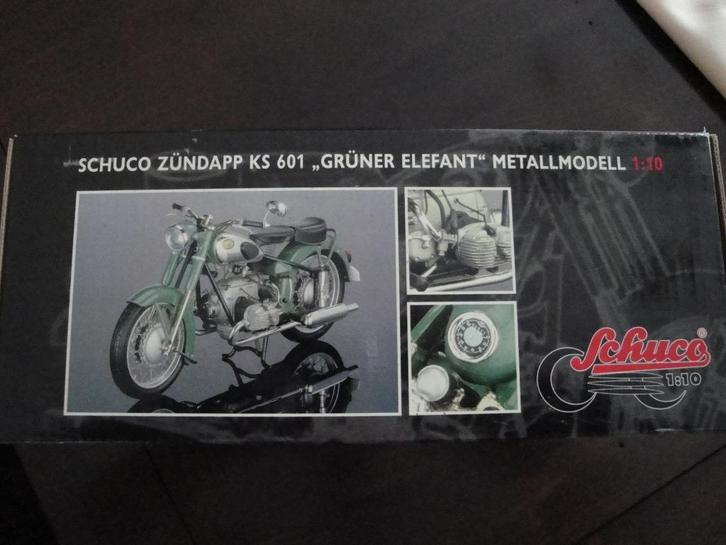 SCHUCO ZÜNDAPP KS 601 „GRÜNER ELEFANT“ METALLMODELL 1:10
Schuco®
1:10